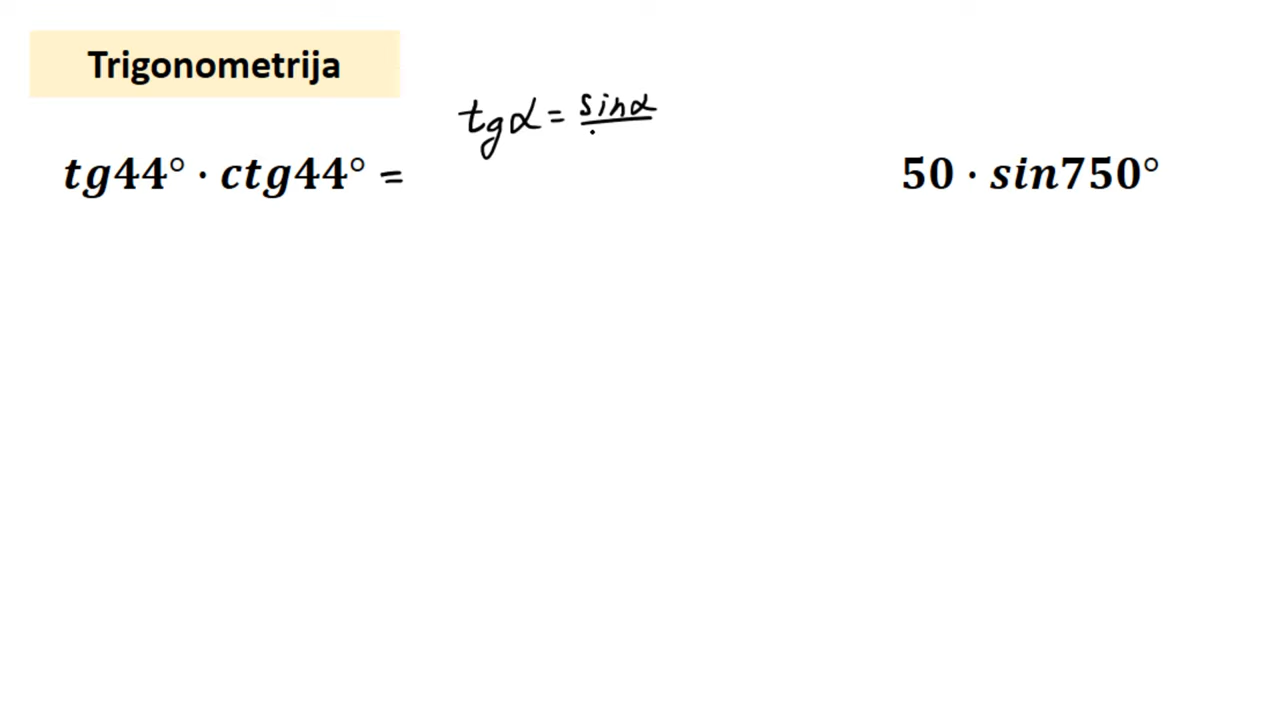 Trigonometrija
tgα = sinα
tg44° · ctg44° =
50 · sin750°